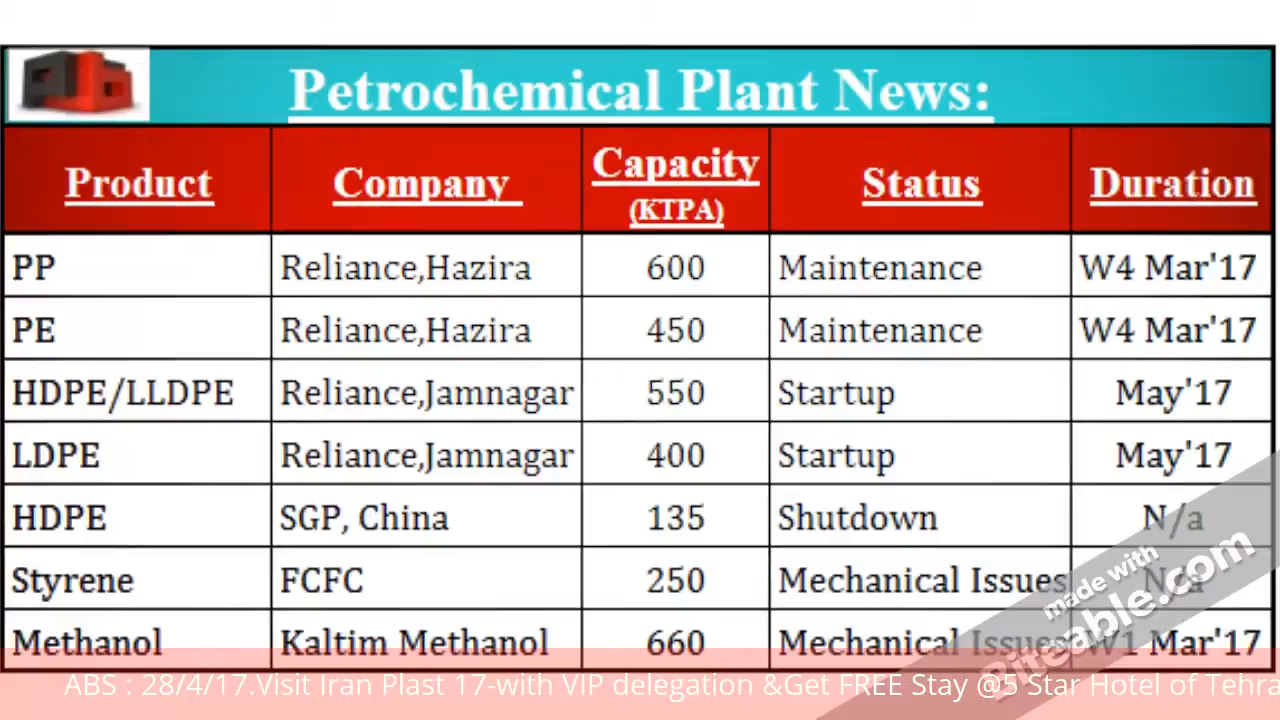 Petrochemical Plant News:
Product Company Capacity (KTPA) Status Duration
PP Reliance,Hazira 600 Maintenance W4 Mar'17
PE Reliance,Hazira 450 Maintenance W4 Mar'17
HDPE/LLDPE Reliance,Jamnagar 550 Startup May'17
LDPE Reliance,Jamnagar 400 Startup May'17
HDPE SGP, China 135 Shutdown N/a
Styrene FCFC 250 Mechanical Issues N/a
Methanol Kaltim Methanol 660 Mechanical Issues W1 Mar'17
made with
Biteable.com
ABS : 28/4/17.Visit Iran Plast 17-with VIP delegation &Get FREE Stay @5 Star Hotel of Tehra